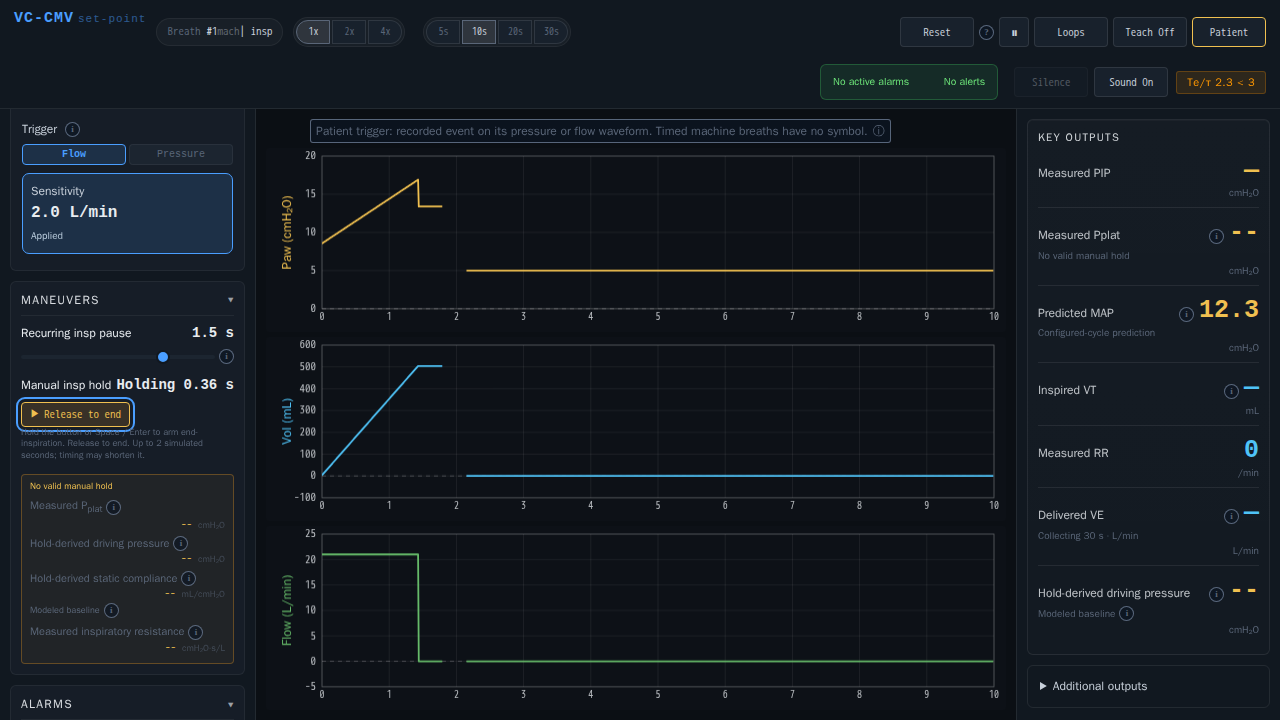 VC-CMV set-point
Breath #1 mach insp
1x 2x 4x
5s 10s 20s 30s
Reset ? Loops Teach Off Patient
No active alarms No alerts
Silence Sound On Te/τ 2.3 < 3
Trigger i
Flow Pressure
Sensitivity
2.0 L/min
Applied
MANEUVERS
Recurring insp pause 1.5 s
i
Manual insp hold Holding 0.36 s
Release to end
Hold the button or Space / Enter to arm end-
inspiration. Release to end. Up to 2 simulated
seconds; timing may shorten it.
No valid manual hold
Measured Pplat i
-- cmH₂O
Hold-derived driving pressure i
-- cmH₂O
Hold-derived static compliance i
-- mL/cmH₂O
Modeled baseline i
Measured inspiratory resistance i
-- cmH₂O·s/L
ALARMS
Patient trigger: recorded event on its pressure or flow waveform. Timed machine breaths have no symbol. ⓘ
Paw (cmH₂O)
20
15
10
5
0
0 1 2 3 4 5 6 7 8 9 10
Vol (mL)
600
500
400
300
200
100
0
-100
0 1 2 3 4 5 6 7 8 9 10
Flow (L/min)
25
20
15
10
5
0
-5
0 1 2 3 4 5 6 7 8 9 10
KEY OUTPUTS
Measured PIP —
cmH₂O
Measured Pplat i --
No valid manual hold
cmH₂O
Predicted MAP i 12.3
Configured-cycle prediction
cmH₂O
Inspired VT i —
mL
Measured RR 0
/min
Delivered VE i —
Collecting 30 s · L/min
L/min
Hold-derived driving pressure i --
Modeled baseline i
cmH₂O
Additional outputs